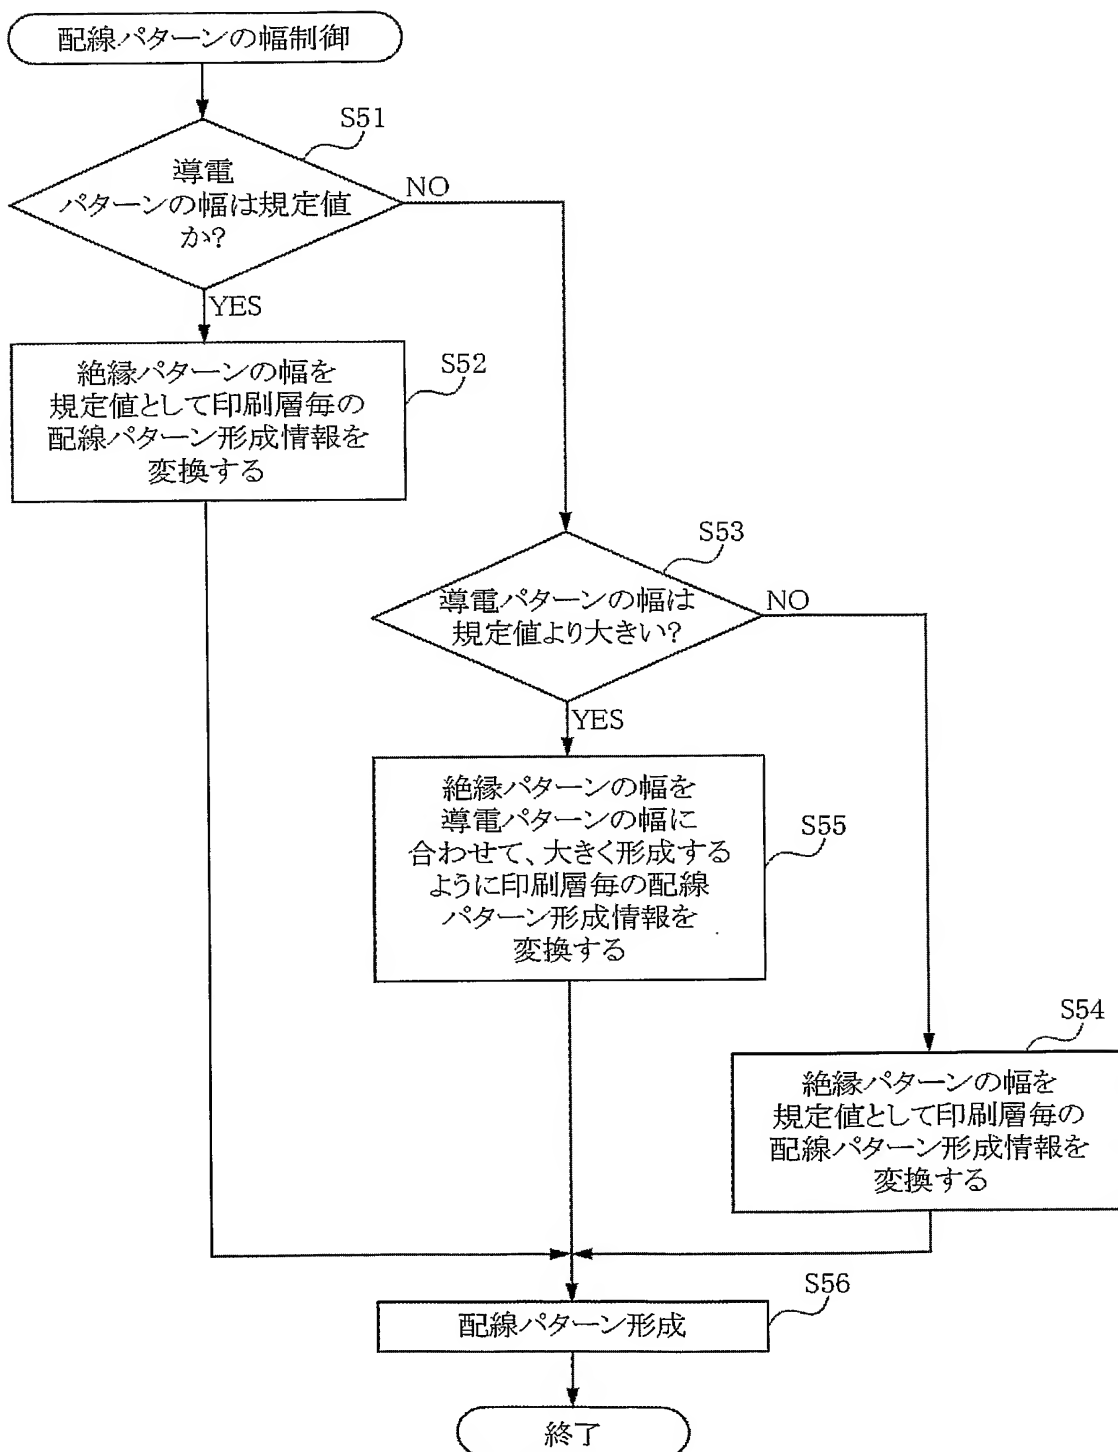 配線パターンの幅制御
S51
導電
パターンの幅は規定値
か?
NO
YES
S52
絶縁パターンの幅を
規定値として印刷層毎の
配線パターン形成情報を
変換する
S53
導電パターンの幅は
規定値より大きい?
NO
YES
S55
絶縁パターンの幅を
導電パターンの幅に
合わせて、大きく形成する
ように印刷層毎の配線
パターン形成情報を
変換する
S54
絶縁パターンの幅を
規定値として印刷層毎の
配線パターン形成情報を
変換する
S56
配線パターン形成
終了